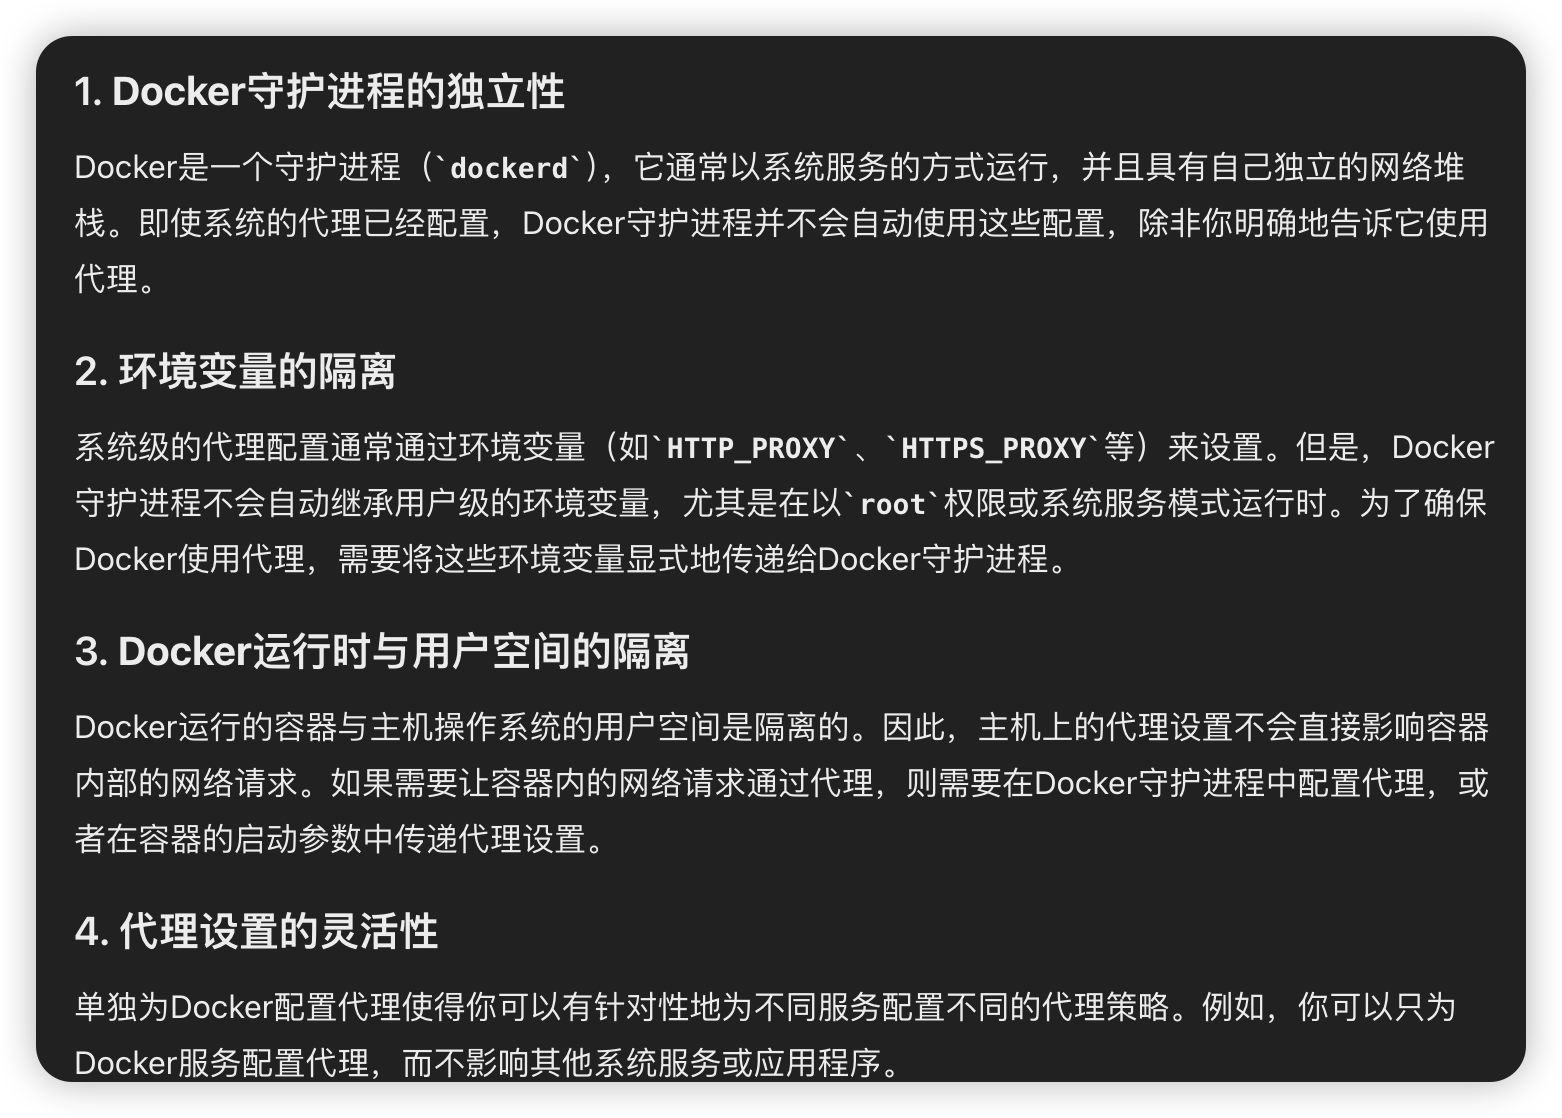 1. Docker守护进程的独立性
Docker是一个守护进程（`dockerd`），它通常以系统服务的方式运行，并且具有自己独立的网络堆
栈。即使系统的代理已经配置，Docker守护进程并不会自动使用这些配置，除非你明确地告诉它使用
代理。
2. 环境变量的隔离
系统级的代理配置通常通过环境变量（如`HTTP_PROXY`、`HTTPS_PROXY`等）来设置。但是，Docker
守护进程不会自动继承用户级的环境变量，尤其是在以`root`权限或系统服务模式运行时。为了确保
Docker使用代理，需要将这些环境变量显式地传递给Docker守护进程。
3. Docker运行时与用户空间的隔离
Docker运行的容器与主机操作系统的用户空间是隔离的。因此，主机上的代理设置不会直接影响容器
内部的网络请求。如果需要让容器内的网络请求通过代理，则需要在Docker守护进程中配置代理，或
者在容器的启动参数中传递代理设置。
4. 代理设置的灵活性
单独为Docker配置代理使得你可以有针对性地为不同服务配置不同的代理策略。例如，你可以只为
Docker服务配置代理，而不影响其他系统服务或应用程序。